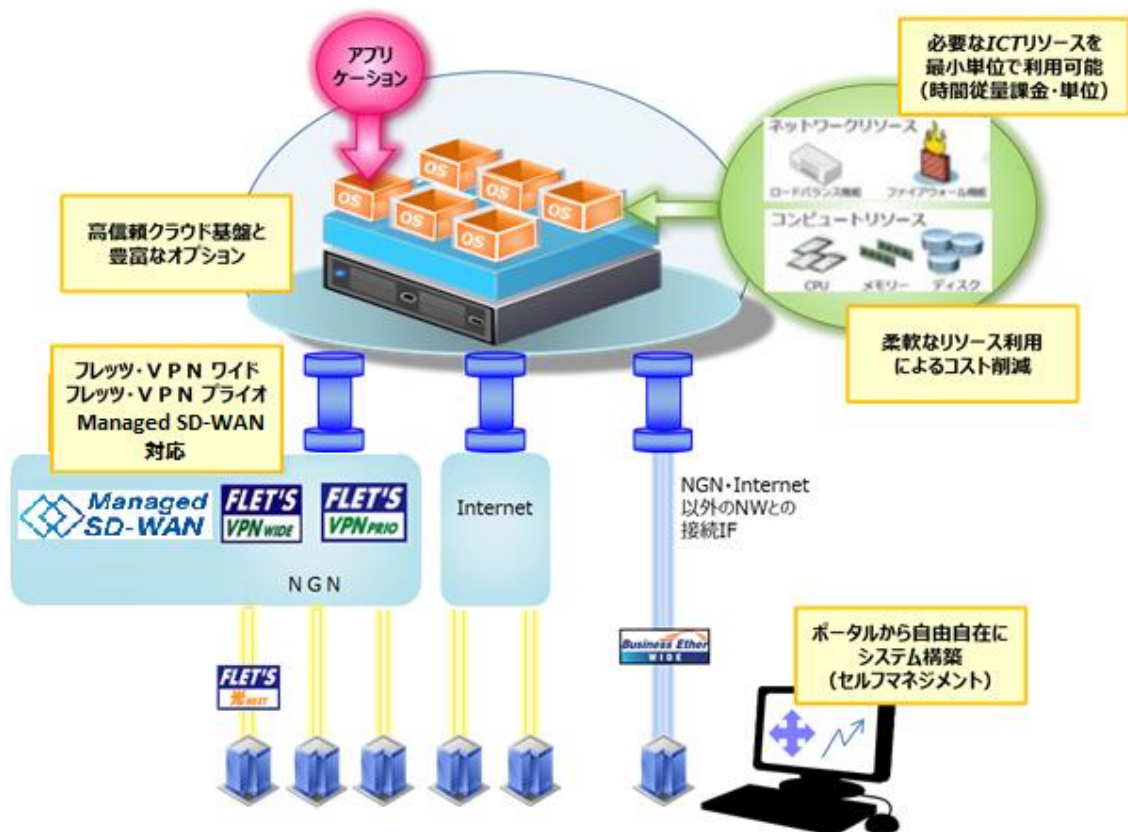 アプリ
ケーション
必要なICTリソースを
最小単位で利用可能
(時間従量課金・単位)
ネットワークリソース
ロードバランス機能
ファイアウォール機能
コンピュートリソース
CPU
メモリー
ディスク
OS
OS
OS
OS
OS
OS
高信頼クラウド基盤と
豊富なオプション
柔軟なリソース利用
によるコスト削減
フレッツ・VPN ワイド
フレッツ・VPN プライオ
Managed SD-WAN
対応
Managed
SD-WAN
FLET'S
VPN WIDE
FLET'S
VPN PRIO
NGN
Internet
NGN・Internet
以外のNWとの
接続IF
Business Ether
WIDE
FLET'S
光NEXT
ポータルから自由自在に
システム構築
(セルフマネジメント)